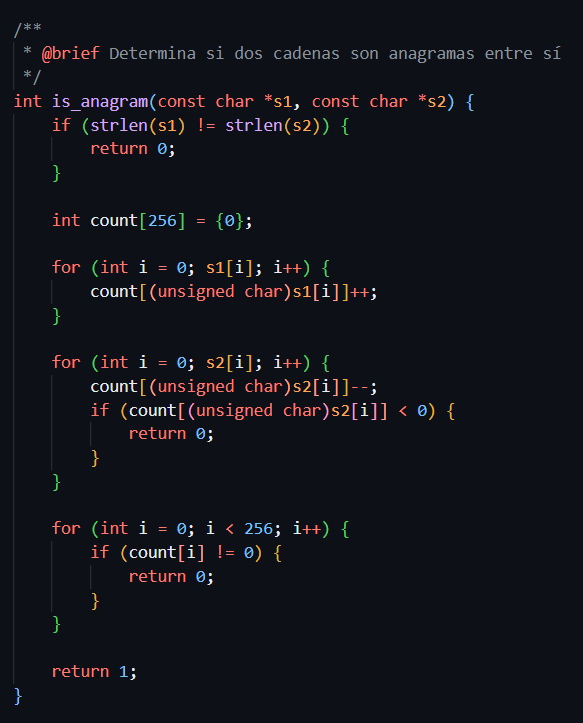 /**
 * @brief Determina si dos cadenas son anagramas entre sí
 */
int is_anagram(const char *s1, const char *s2) {
    if (strlen(s1) != strlen(s2)) {
        return 0;
    }

    int count[256] = {0};

    for (int i = 0; s1[i]; i++) {
        count[(unsigned char)s1[i]]++;
    }

    for (int i = 0; s2[i]; i++) {
        count[(unsigned char)s2[i]]--;
        if (count[(unsigned char)s2[i]] < 0) {
            return 0;
        }
    }

    for (int i = 0; i < 256; i++) {
        if (count[i] != 0) {
            return 0;
        }
    }

    return 1;
}